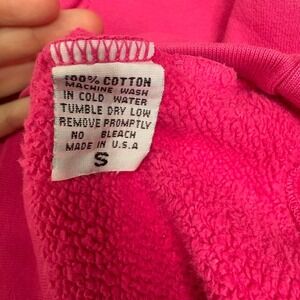 100% COTTON
MACHINE WASH
IN COLD WATER
TUMBLE DRY LOW
REMOVE PROMPTLY
NO BLEACH
MADE IN U.S.A
S